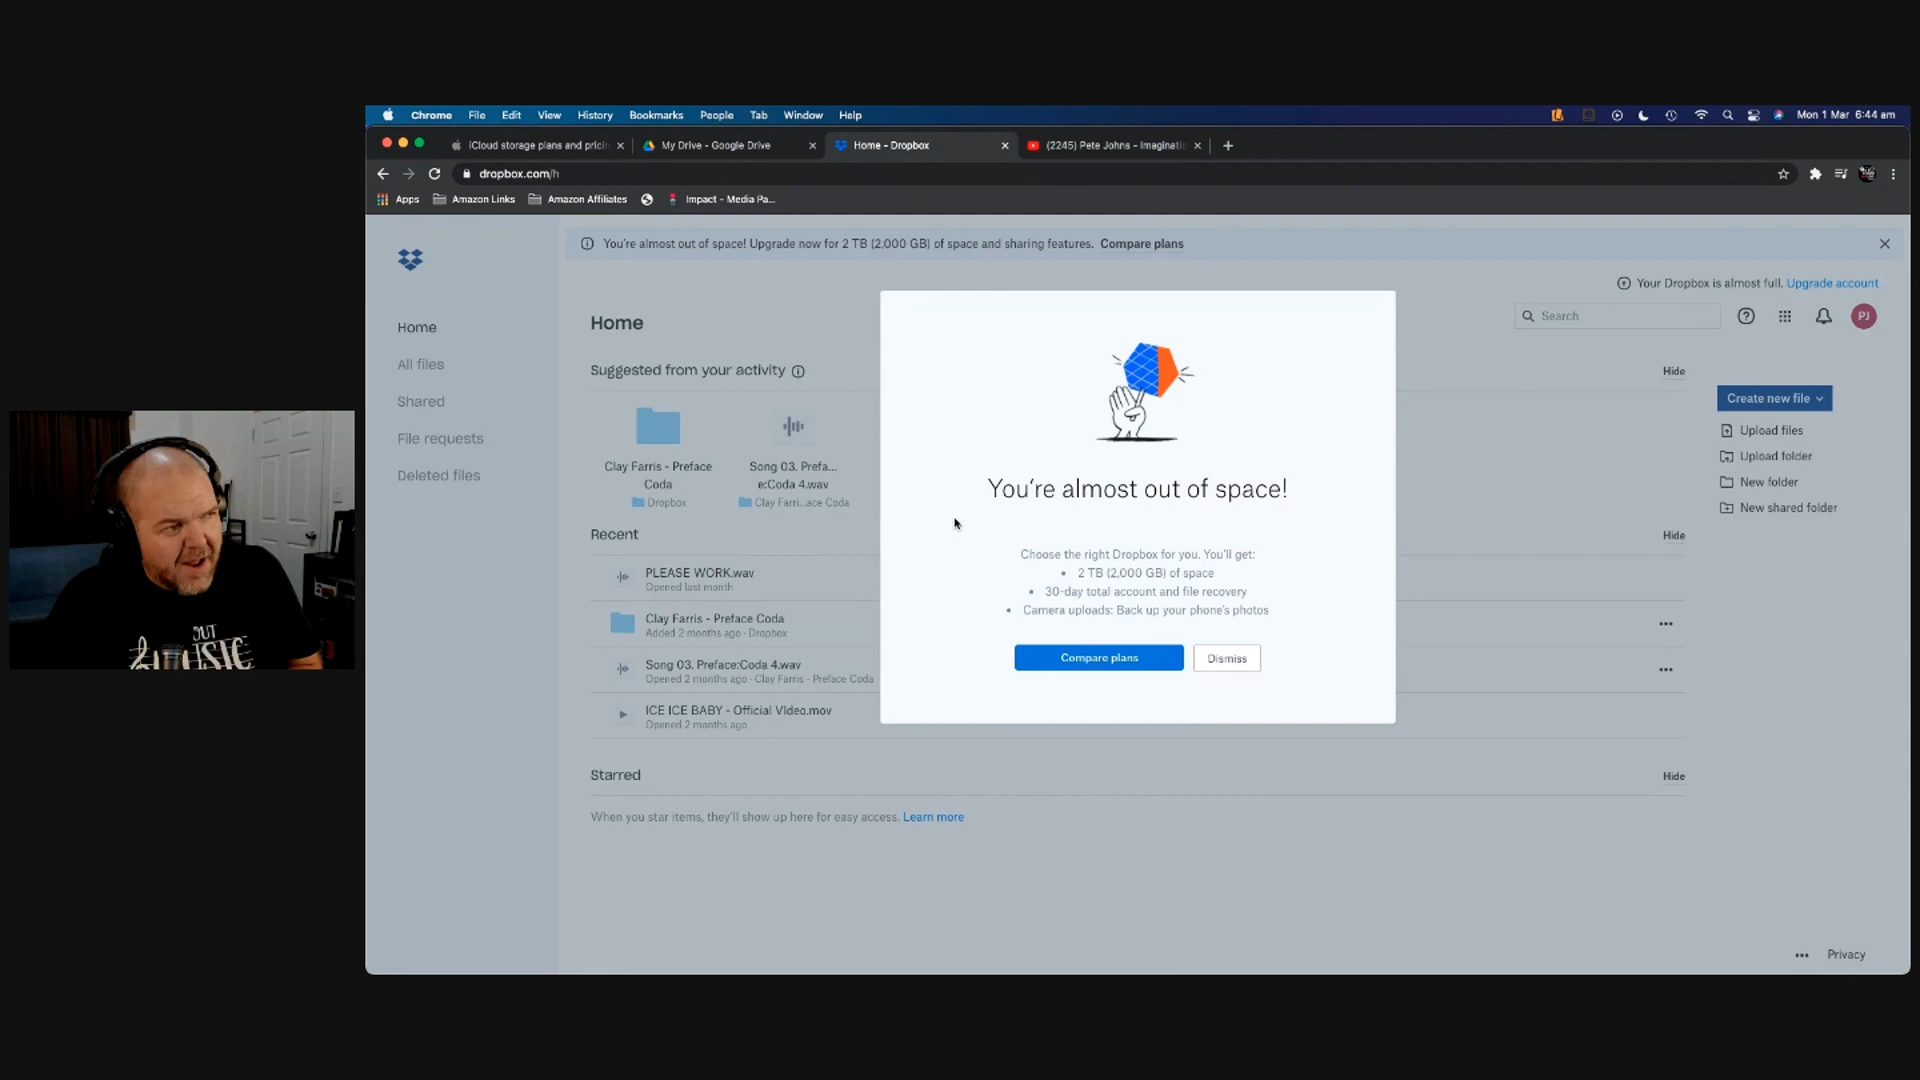 Chrome File Edit View History Bookmarks People Tab Window Help
Mon 1 Mar 6:44 am
iCloud storage plans and pricin
My Drive - Google Drive
Home - Dropbox
(2245) Pete Johns - Imaginati
dropbox.com/h
Apps
Amazon Links
Amazon Affiliates
Impact - Media Pa...
You're almost out of space! Upgrade now for 2 TB (2,000 GB) of space and sharing features. Compare plans
Your Dropbox is almost full. Upgrade account
Home
Search
PJ
Home
All files
Shared
File requests
Deleted files
Suggested from your activity
Hide
Clay Farris - Preface
Coda
Dropbox
Song 03. Prefa...
e:Coda 4.wav
Clay Farri...ace Coda
Recent
Hide
PLEASE WORK.wav
Opened last month
Clay Farris - Preface Coda
Added 2 months ago · Dropbox
Song 03. Preface:Coda 4.wav
Opened 2 months ago · Clay Farris - Preface Coda
ICE ICE BABY - Official VIdeo.mov
Opened 2 months ago
Starred
Hide
When you star items, they'll show up here for easy access. Learn more
You're almost out of space!
Choose the right Dropbox for you. You'll get:
• 2 TB (2,000 GB) of space
• 30-day total account and file recovery
• Camera uploads: Back up your phone's photos
Compare plans
Dismiss
Create new file
Upload files
Upload folder
New folder
New shared folder
Privacy
OUT
MUSIC